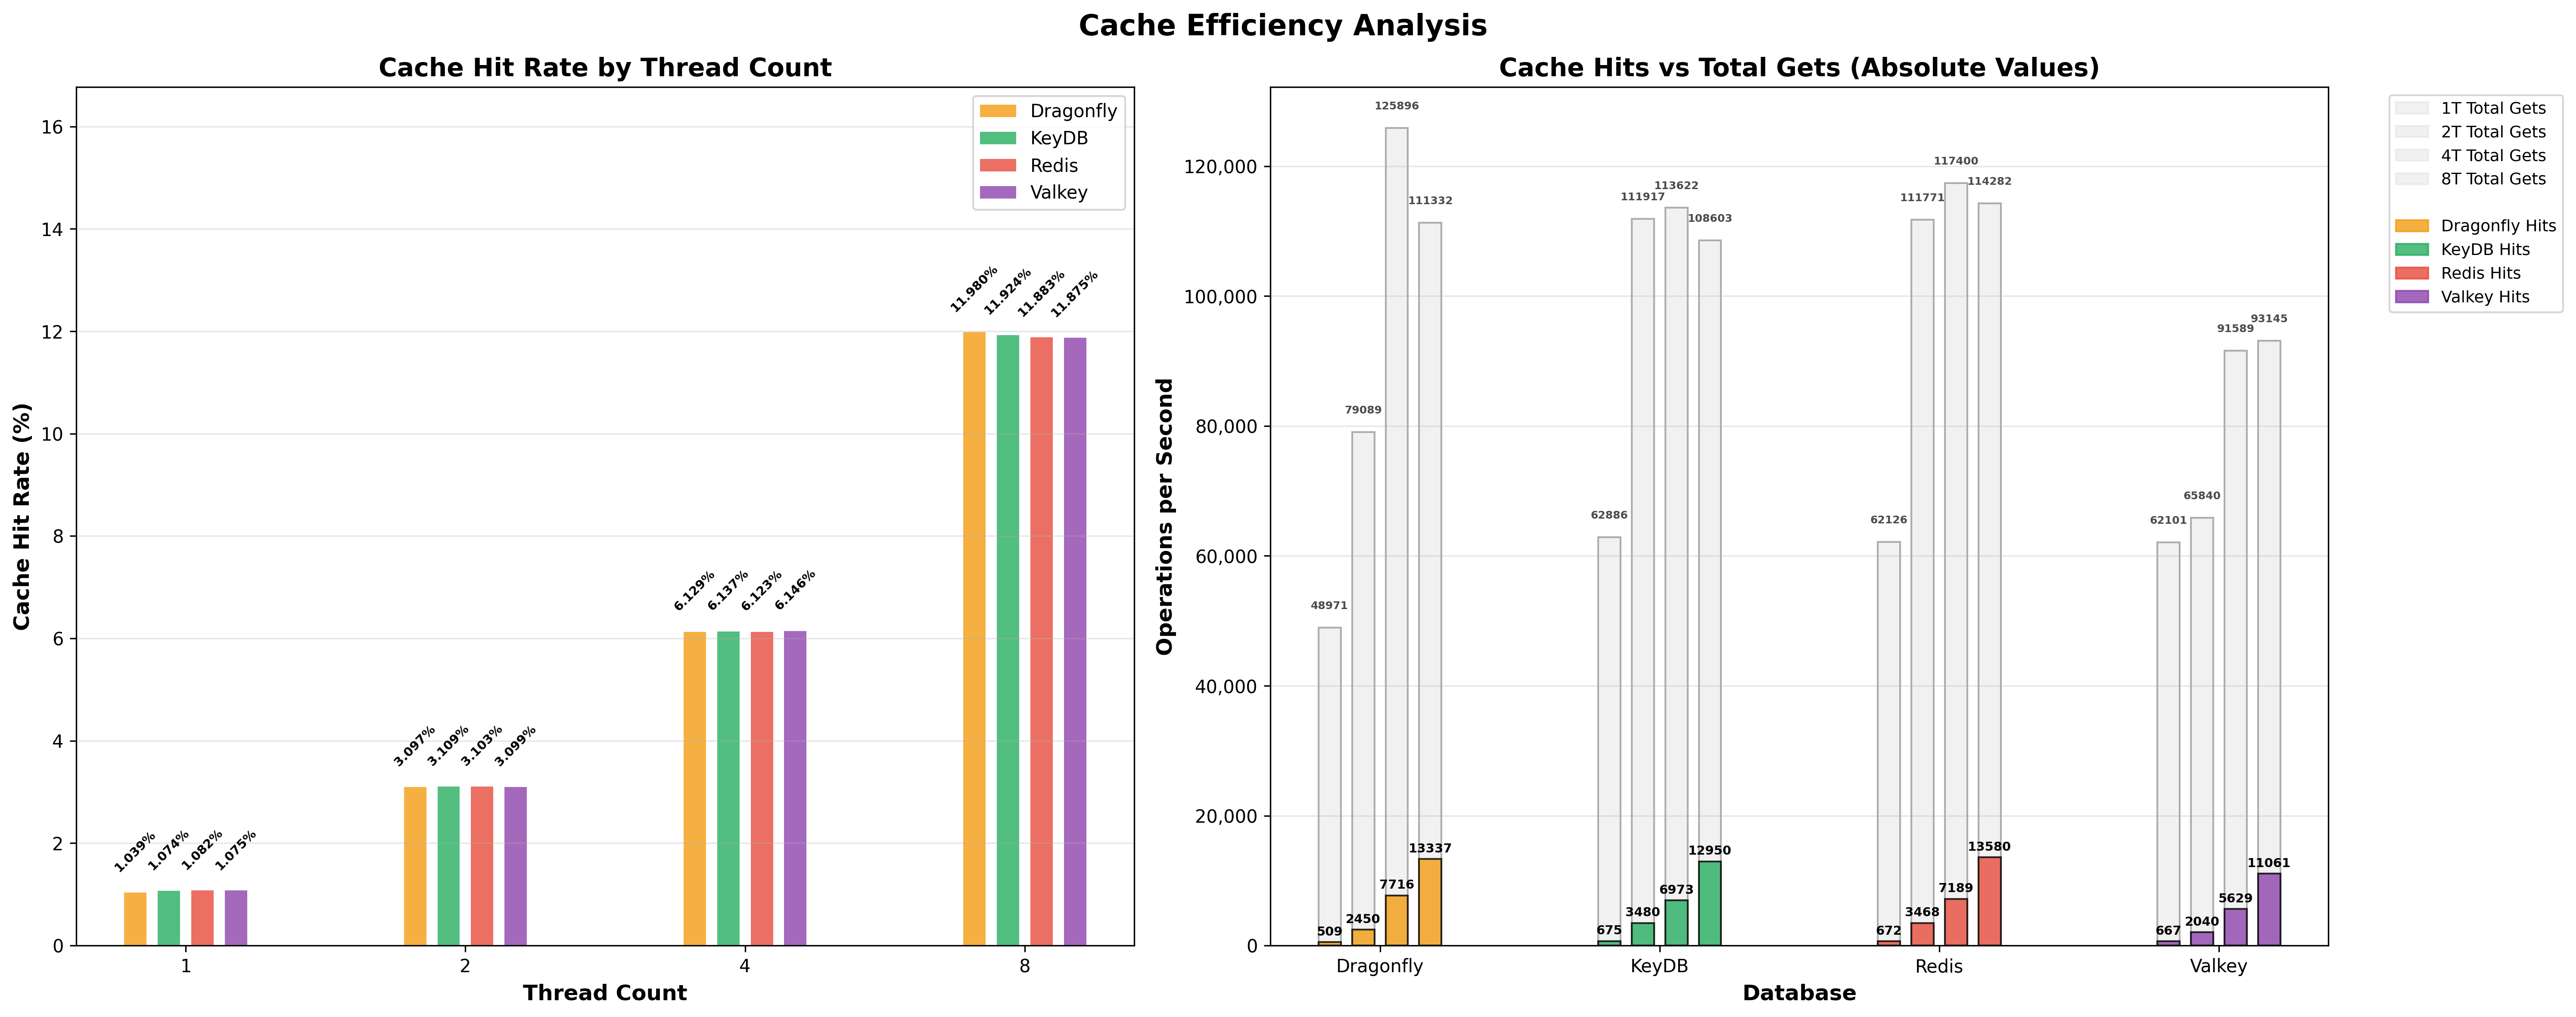 Cache Efficiency Analysis
Cache Hit Rate by Thread Count
Cache Hit Rate (%)
16
14
12
10
8
6
4
2
0
Dragonfly
KeyDB
Redis
Valkey
1.039%
1.074%
1.082%
1.075%
3.097%
3.109%
3.103%
3.099%
6.129%
6.137%
6.123%
6.146%
11.980%
11.924%
11.883%
11.875%
1
2
4
8
Thread Count
Cache Hits vs Total Gets (Absolute Values)
Operations per Second
120,000
100,000
80,000
60,000
40,000
20,000
0
48971
79089
125896
111332
62886
111917
113622
108603
62126
111771
117400
114282
62101
65840
91589
93145
509
2450
7716
13337
675
3480
6973
12950
672
3468
7189
13580
667
2040
5629
11061
Dragonfly
KeyDB
Redis
Valkey
Database
1T Total Gets
2T Total Gets
4T Total Gets
8T Total Gets
Dragonfly Hits
KeyDB Hits
Redis Hits
Valkey Hits